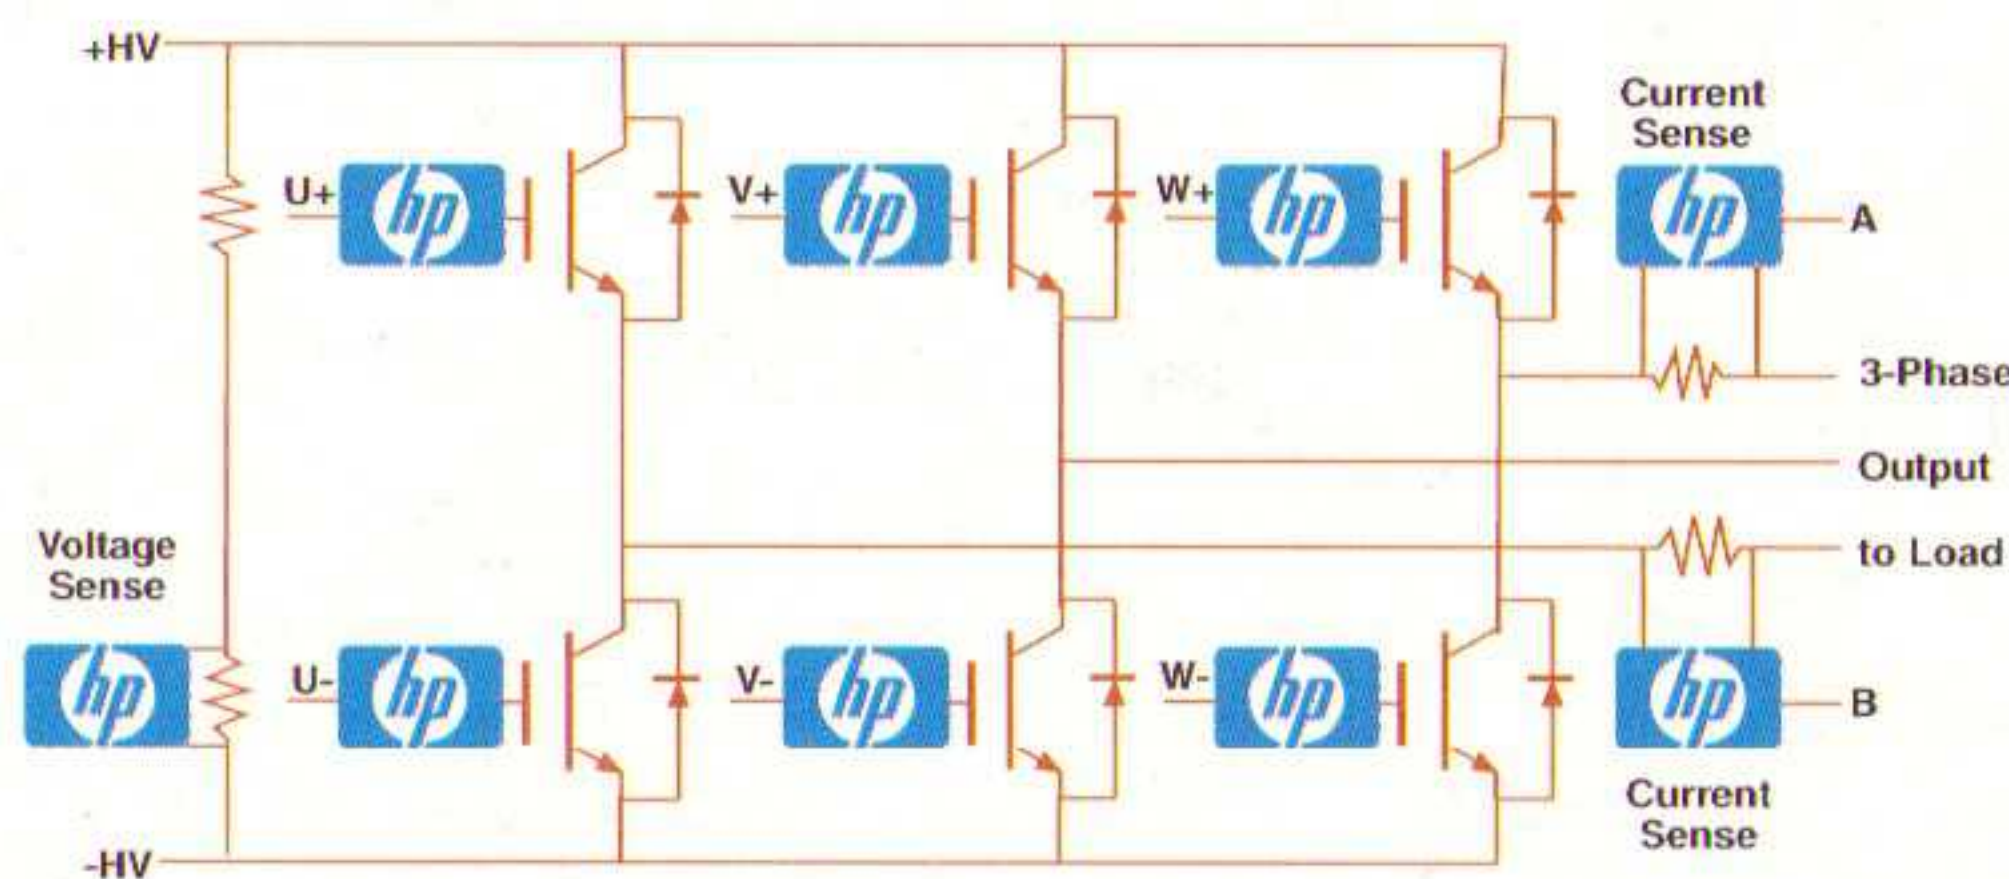 +HV
Current
Sense
U+
hp
V+
hp
W+
hp
hp
A
3-Phase
Output
Voltage
Sense
to Load
hp
U-
hp
V-
hp
W-
hp
hp
B
Current
Sense
-HV